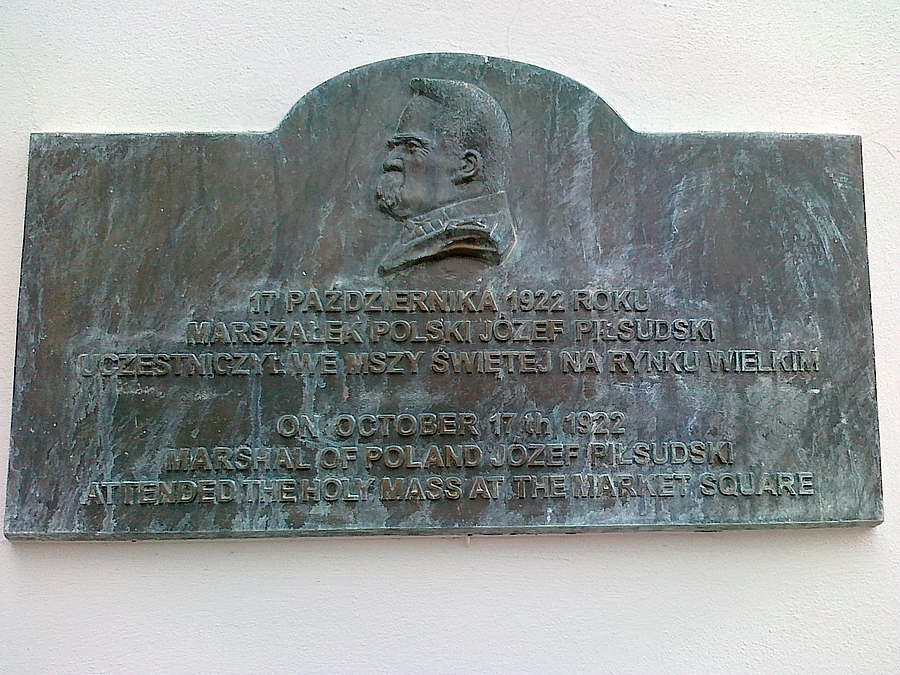 17 PAŹDZIERNIKA 1922 ROKU
MARSZAŁEK POLSKI JÓZEF PIŁSUDSKI
UCZESTNICZYŁ WE MSZY ŚWIĘTEJ NA RYNKU WIELKIM
ON OCTOBER 17 th 1922
MARSHAL OF POLAND JOZEF PIŁSUDSKI
ATTENDED THE HOLY MASS AT THE MARKET SQUARE